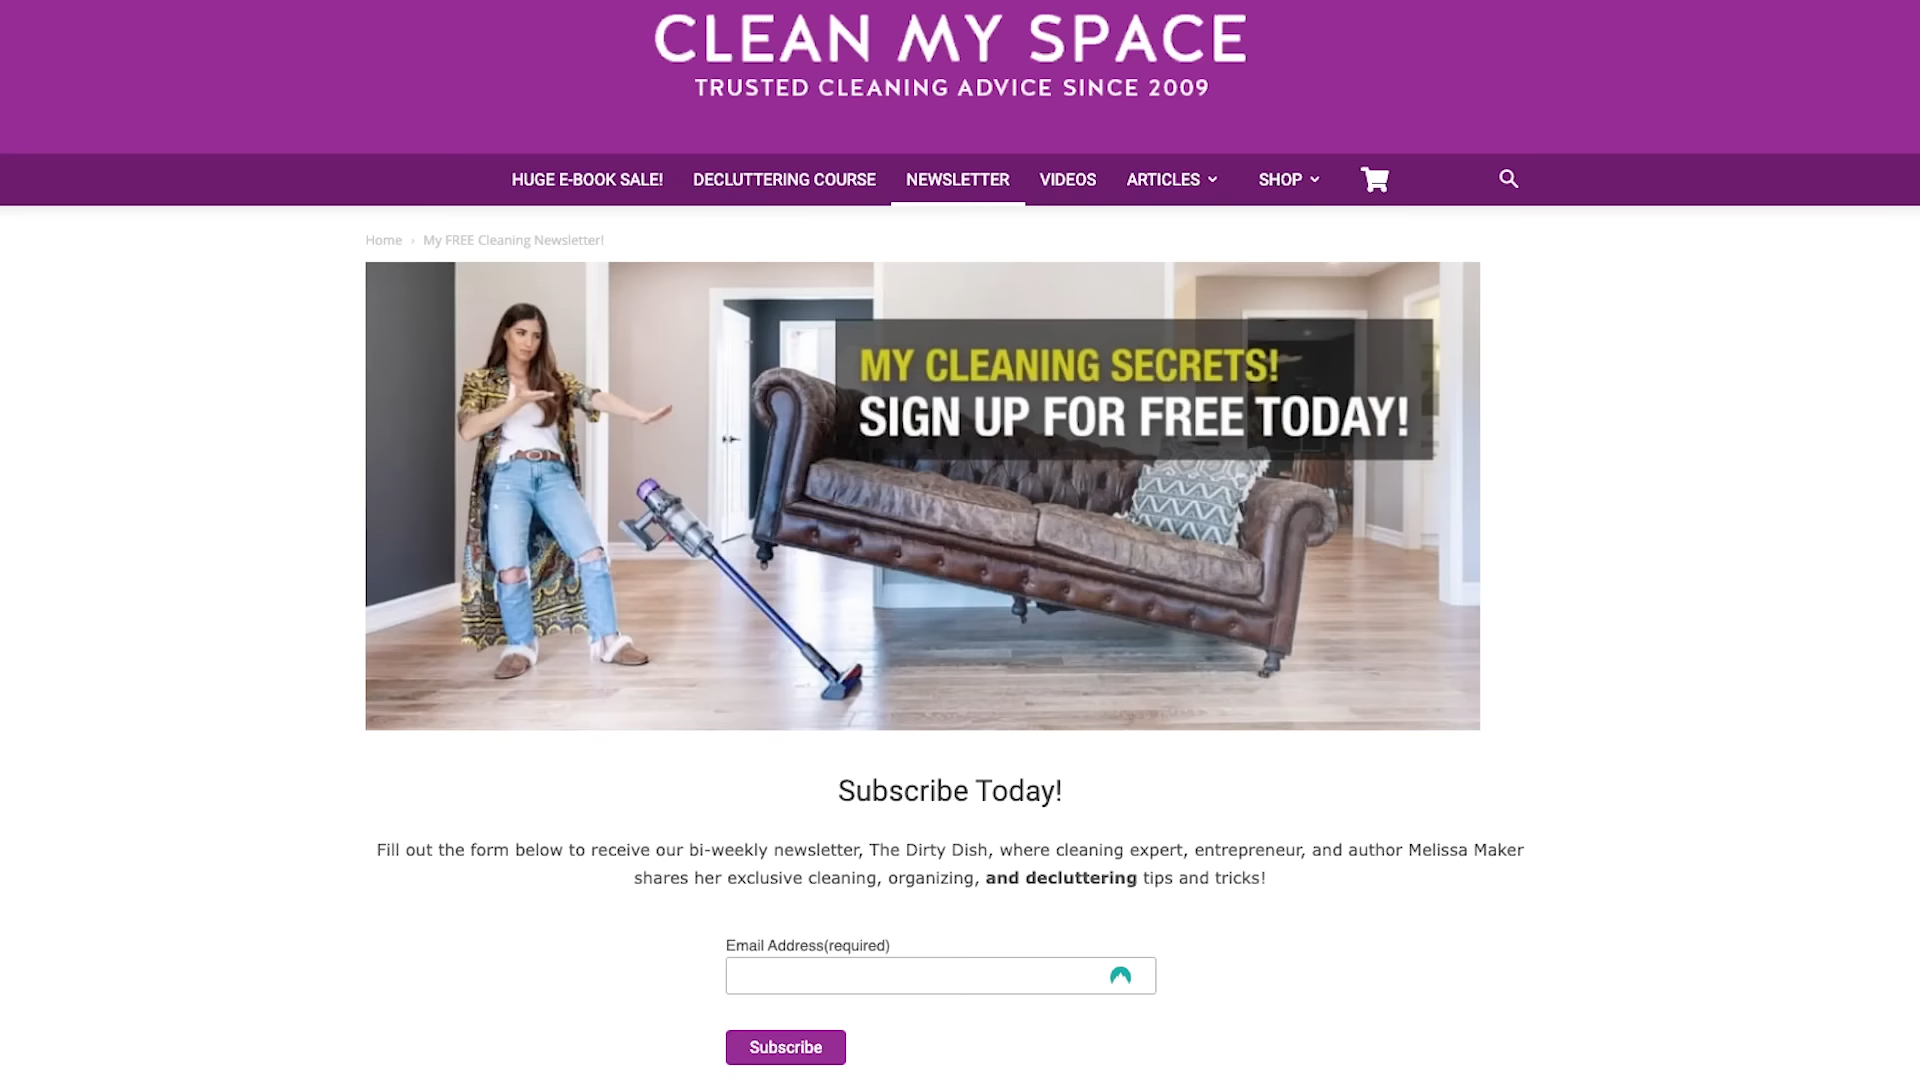 CLEAN MY SPACE
TRUSTED CLEANING ADVICE SINCE 2009
HUGE E-BOOK SALE! DECLUTTERING COURSE NEWSLETTER VIDEOS ARTICLES SHOP
Home › My FREE Cleaning Newsletter!
MY CLEANING SECRETS!
SIGN UP FOR FREE TODAY!
Subscribe Today!
Fill out the form below to receive our bi-weekly newsletter, The Dirty Dish, where cleaning expert, entrepreneur, and author Melissa Maker
shares her exclusive cleaning, organizing, and decluttering tips and tricks!
Email Address(required)
Subscribe